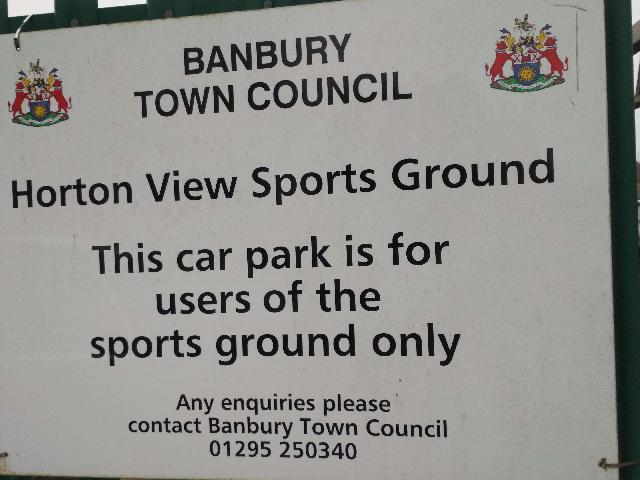 BANBURY
TOWN COUNCIL
Horton View Sports Ground
This car park is for
users of the
sports ground only
Any enquiries please
contact Banbury Town Council
01295 250340